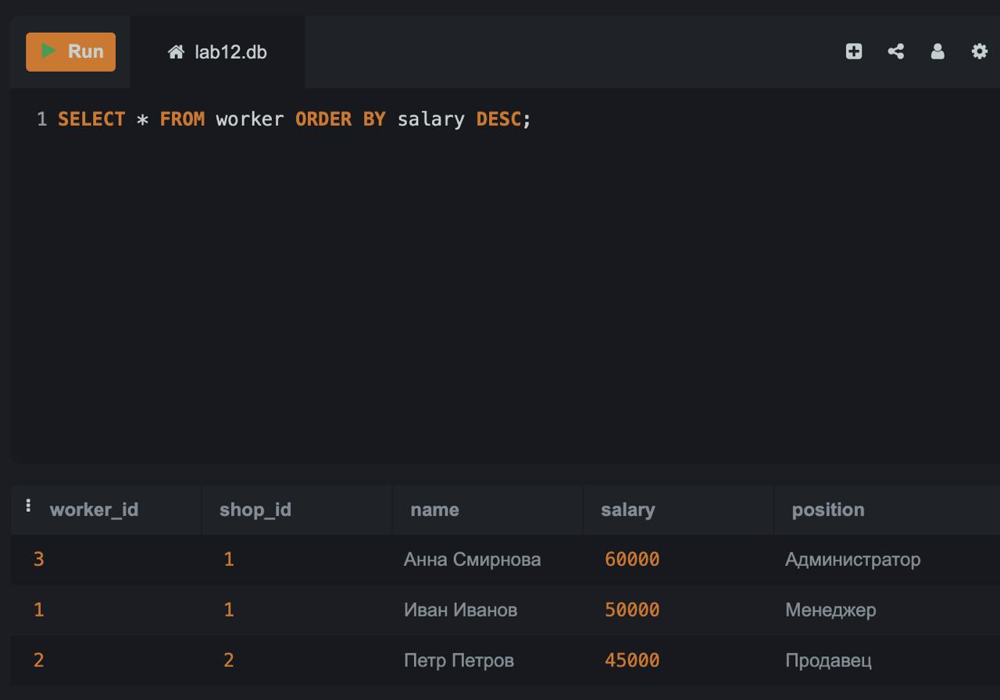 Run lab12.db
1 SELECT * FROM worker ORDER BY salary DESC;
worker_id shop_id name salary position
3 1 Анна Смирнова 60000 Администратор
1 1 Иван Иванов 50000 Менеджер
2 2 Петр Петров 45000 Продавец